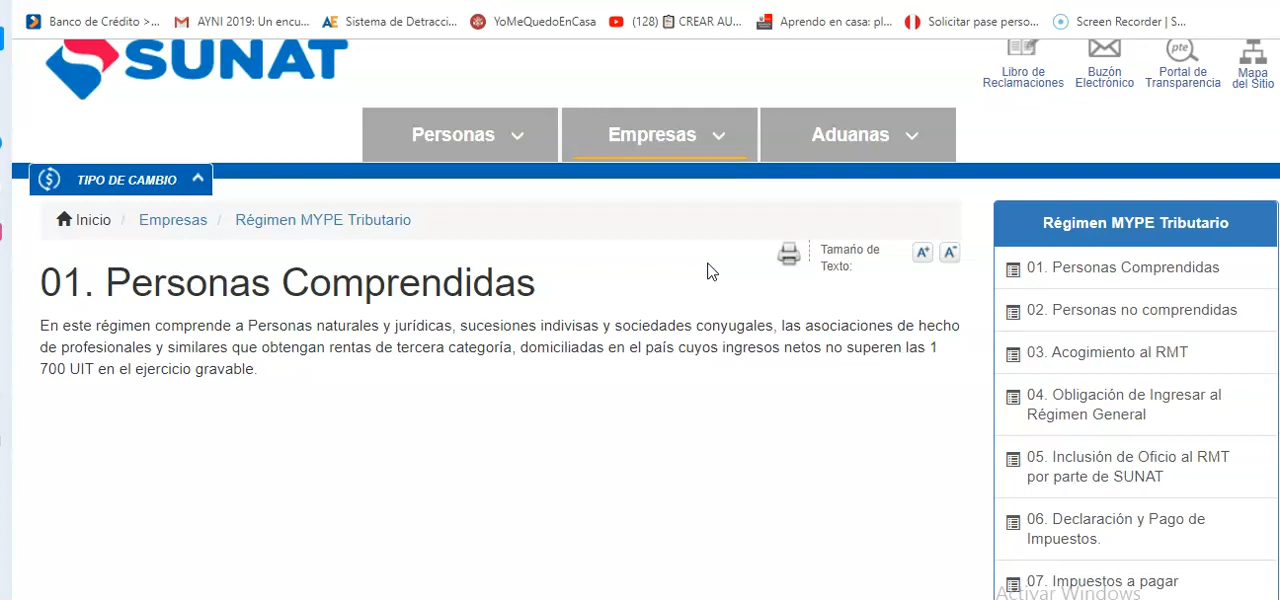 Banco de Crédito >... AYNI 2019: Un encu... Sistema de Detracci... YoMeQuedoEnCasa (128) CREAR AU... Aprendo en casa: pl... Solicitar pase perso... Screen Recorder | S...
SUNAT
Libro de Reclamaciones
Buzón Electrónico
pte
Portal de Transparencia
Mapa del Sitio
Personas
Empresas
Aduanas
$ TIPO DE CAMBIO
Inicio / Empresas / Régimen MYPE Tributario
Tamaño de
Texto:
A+ A-
01. Personas Comprendidas
En este régimen comprende a Personas naturales y jurídicas, sucesiones indivisas y sociedades conyugales, las asociaciones de hecho
de profesionales y similares que obtengan rentas de tercera categoría, domiciliadas en el país cuyos ingresos netos no superen las 1
700 UIT en el ejercicio gravable.
Régimen MYPE Tributario
01. Personas Comprendidas
02. Personas no comprendidas
03. Acogimiento al RMT
04. Obligación de Ingresar al
Régimen General
05. Inclusión de Oficio al RMT
por parte de SUNAT
06. Declaración y Pago de
Impuestos.
07. Impuestos a pagar
Activar Windows